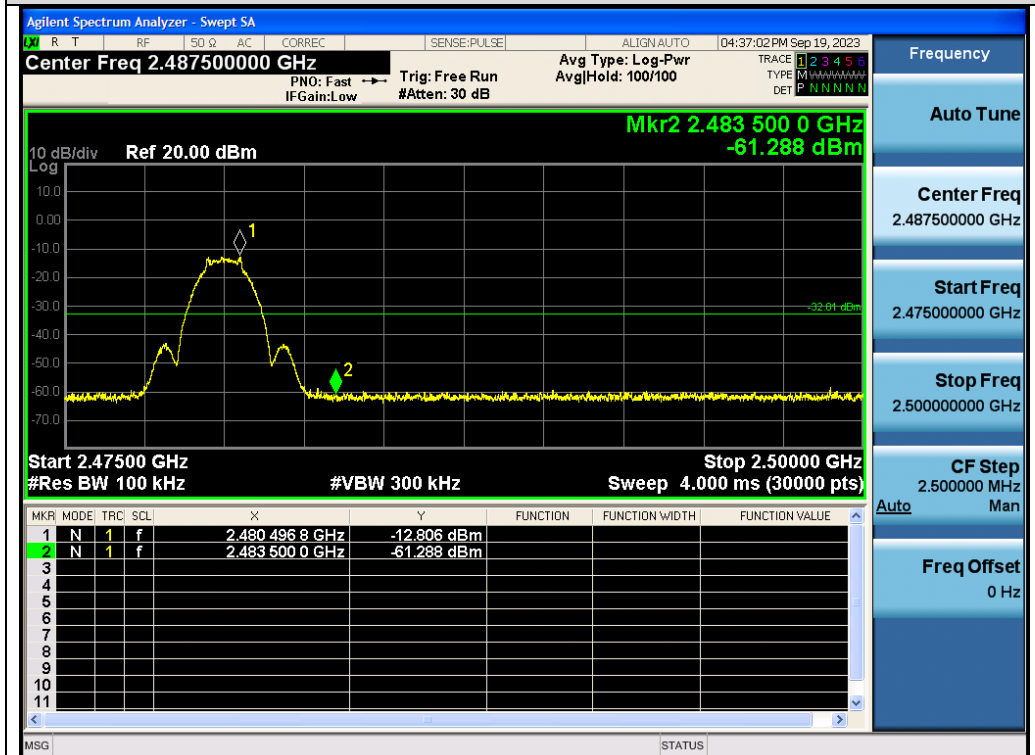 Agilent Spectrum Analyzer - Swept SA
LXI R T RF 50 Ω AC CORREC SENSE:PULSE ALIGN AUTO 04:37:02 PM Sep 19, 2023
Center Freq 2.487500000 GHz
PNO: Fast
IFGain:Low
Trig: Free Run
#Atten: 30 dB
Avg Type: Log-Pwr
Avg|Hold: 100/100
TRACE 1 2 3 4 5 6
TYPE M
DET P N N N N N
Mkr2 2.483 500 0 GHz
-61.288 dBm
10 dB/div Ref 20.00 dBm
Log
10.0
0.00
-10.0
-20.0
-30.0
-40.0
-50.0
-60.0
-70.0
1
-32.01 dBm
2
Start 2.47500 GHz Stop 2.50000 GHz
#Res BW 100 kHz #VBW 300 kHz Sweep 4.000 ms (30000 pts)
MKR MODE TRC SCL X Y FUNCTION FUNCTION WIDTH FUNCTION VALUE
1 N 1 f 2.480 496 8 GHz -12.806 dBm
2 N 1 f 2.483 500 0 GHz -61.288 dBm
3
4
5
6
7
8
9
10
11
MSG STATUS
Frequency
Auto Tune
Center Freq
2.487500000 GHz
Start Freq
2.475000000 GHz
Stop Freq
2.500000000 GHz
CF Step
2.500000 MHz
Auto Man
Freq Offset
0 Hz